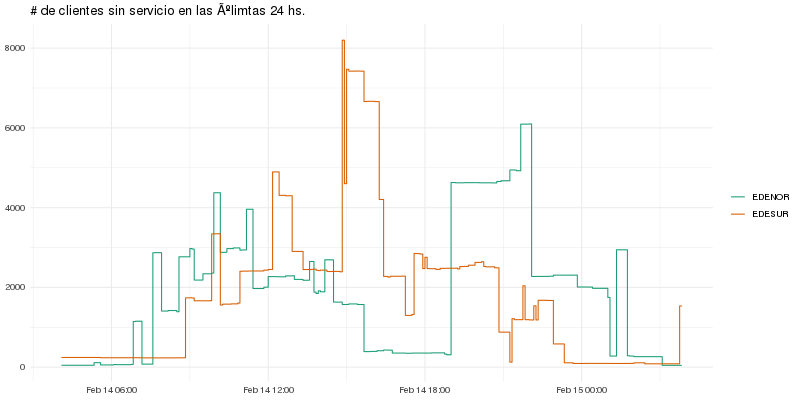 # de clientes sin servicio en las Ãºlimtas 24 hs.
8000
6000
4000
2000
0
Feb 14 06:00
Feb 14 12:00
Feb 14 18:00
Feb 15 00:00
EDENOR
EDESUR